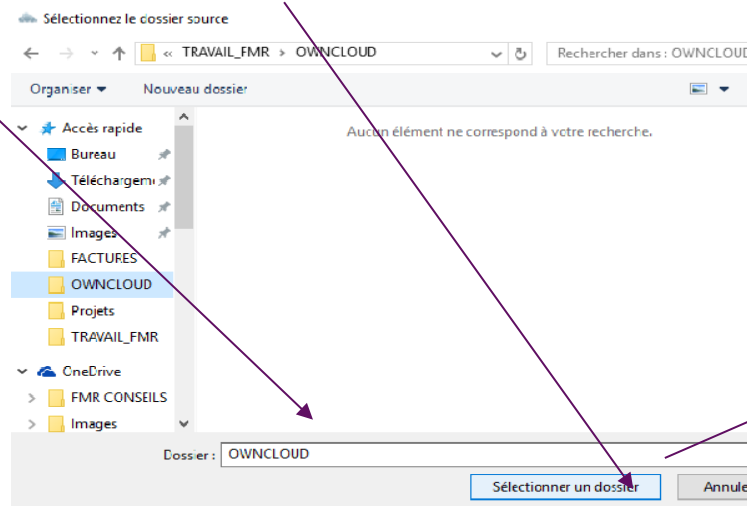 Sélectionnez le dossier source
« TRAVAIL_FMR > OWNCLOUD
Rechercher dans : OWNCLOUD
Organiser
Nouveau dossier
Aucun élément ne correspond à votre recherche.
Accès rapide
Bureau
Téléchargem
Documents
Images
FACTURES
OWNCLOUD
Projets
TRAVAIL_FMR
OneDrive
FMR CONSEILS
Images
Dossier : OWNCLOUD
Sélectionner un dossier
Annule